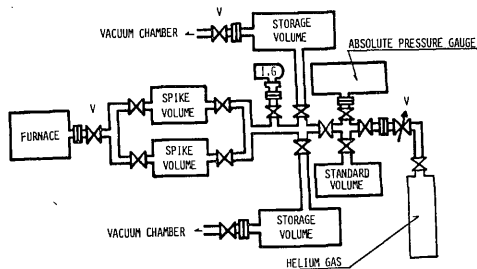 V
VACUUM CHAMBER
STORAGE
VOLUME
ABSOLUTE PRESSURE GAUGE
I.G
V
SPIKE
VOLUME
V
FURNACE
SPIKE
VOLUME
STANDARD
VOLUME
V
VACUUM CHAMBER
STORAGE
VOLUME
HELIUM GAS